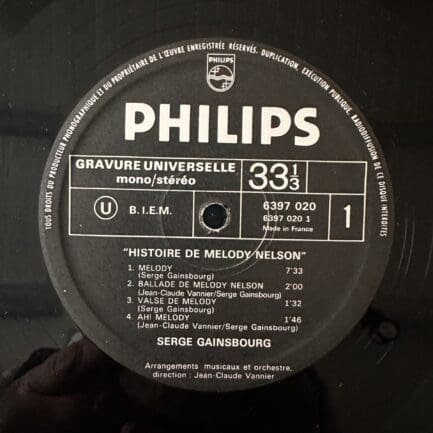 TOUS DROITS DU PRODUCTEUR PHONOGRAPHIQUE ET DU PROPRIÉTAIRE DE L'ŒUVRE ENREGISTRÉE RÉSERVÉS. DUPLICATION, EXÉCUTION PUBLIQUE, RADIODIFFUSION DE CE DISQUE INTERDITES
PHILIPS
PHILIPS
GRAVURE UNIVERSELLE
mono/stéréo
33 1/3
U
B.I.E.M.
6397 020
6397 020 1
Made in France
1
"HISTOIRE DE MELODY NELSON"
1. MELODY 7'33
(Serge Gainsbourg)
2. BALLADE DE MELODY NELSON 2'00
(Jean-Claude Vannier/Serge Gainsbourg)
3. VALSE DE MELODY 1'32
(Serge Gainsbourg)
4. AH! MELODY 1'46
(Jean-Claude Vannier/Serge Gainsbourg)
SERGE GAINSBOURG
Arrangements musicaux et orchestre,
direction : Jean-Claude Vannier